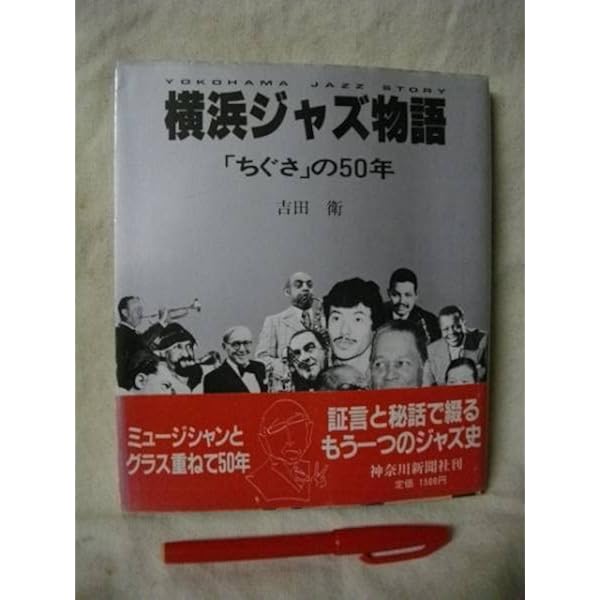 YOKOHAMA JAZZ STORY
横浜ジャズ物語
「ちぐさ」の50年
吉田 衛
ミュージシャンと
グラス重ねて50年
証言と秘話で綴る
もう一つのジャズ史
神奈川新聞社刊
定価 1500円